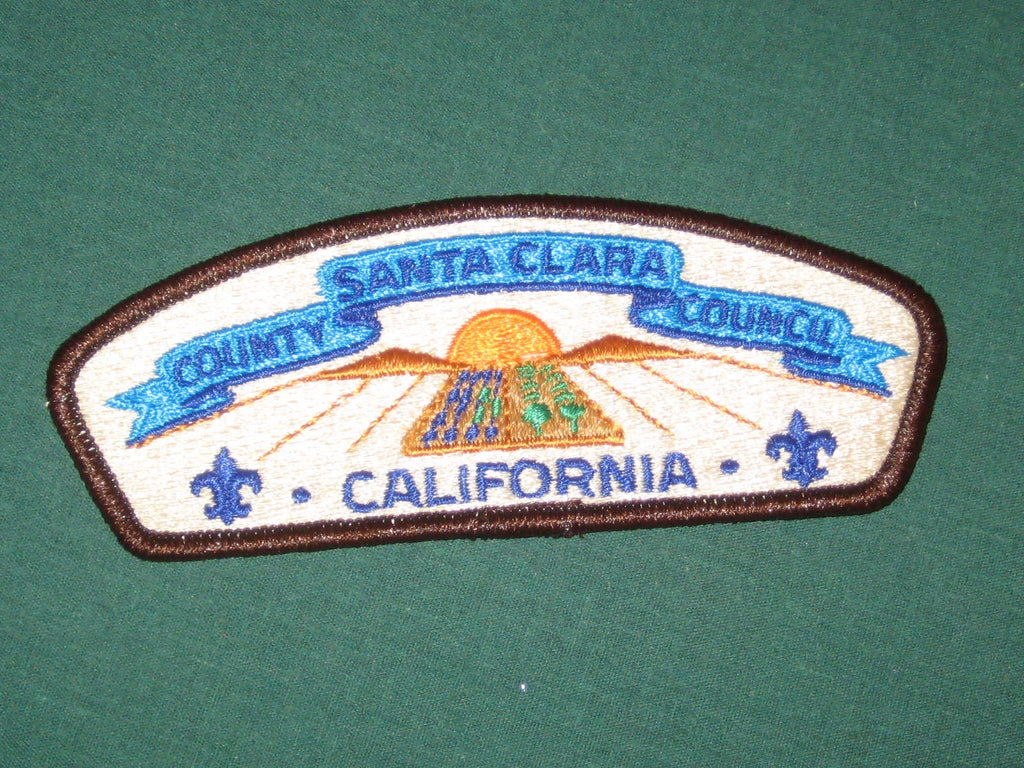 SANTA CLARA
COUNTY COUNCIL
• CALIFORNIA •